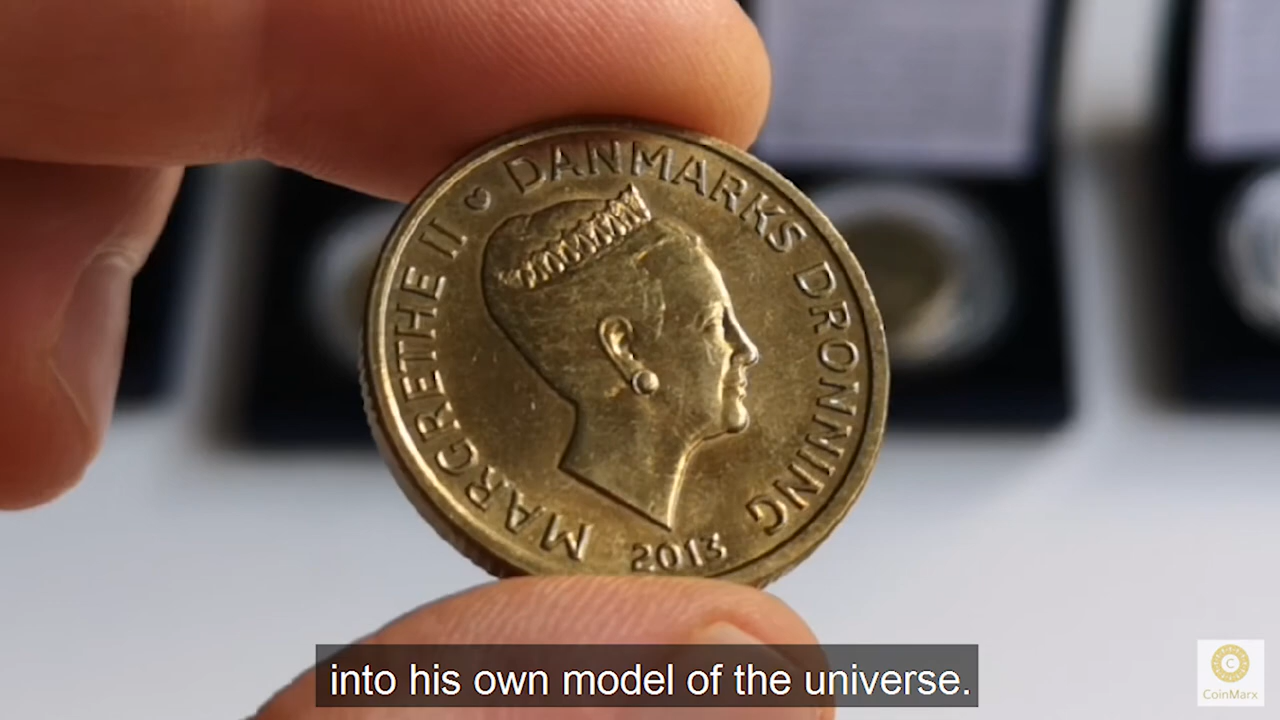 MARGRETHE II ♥ DANMARKS DRONNING
2013
into his own model of the universe.
C
CoinMarx